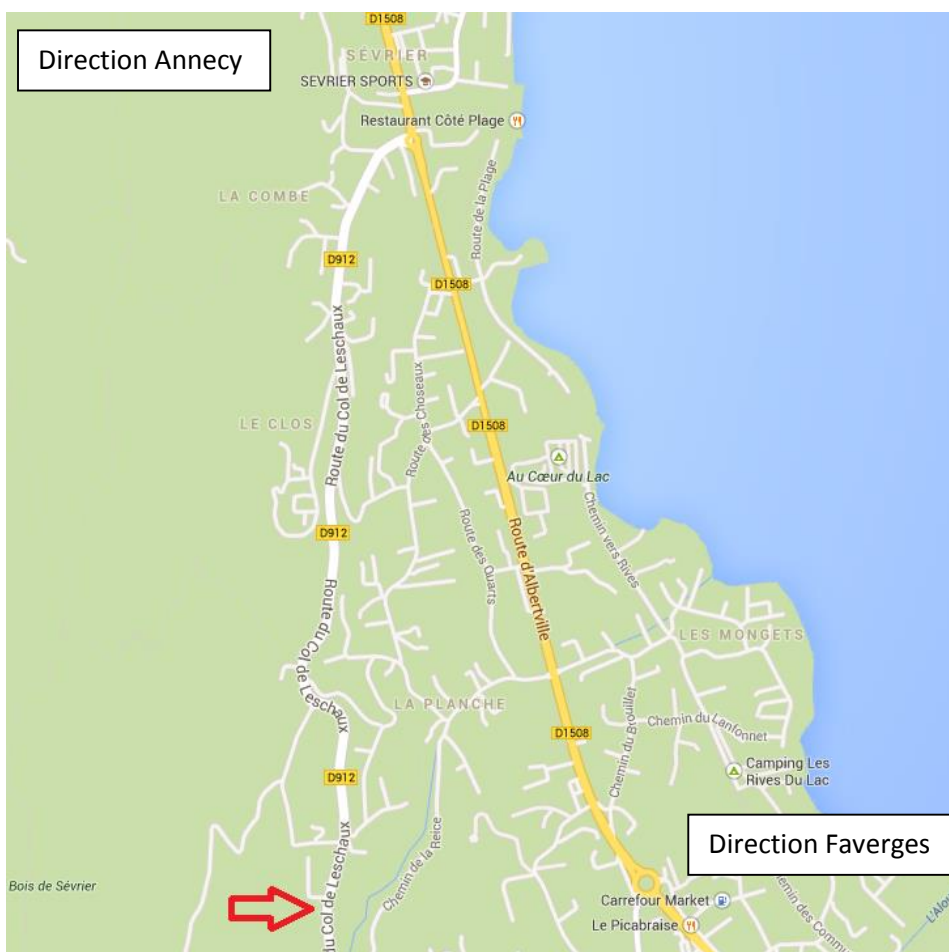 D1508
Direction Annecy
SÉVRIER
SEVRIER SPORTS
Restaurant Côté Plage
LA COMBE
Route de la Plage
D912
D1508
Route du Col de Leschaux
Route des Choseaux
LE CLOS
D1508
Au Cœur du Lac
Chemin vers Rives
Route des Quarts
Route d'Albertville
D912
Route du Col
de Leschaux
LES MONGETS
LA PLANCHE
Chemin du Brouillet
Chemin du Lanfonnet
D1508
Camping Les
Rives Du Lac
D912
Direction Faverges
du Col de Leschaux
Chemin de la Reice
Bois de Sévrier
Carrefour Market
Le Picabraise
Chemin des Commu
L'Alou